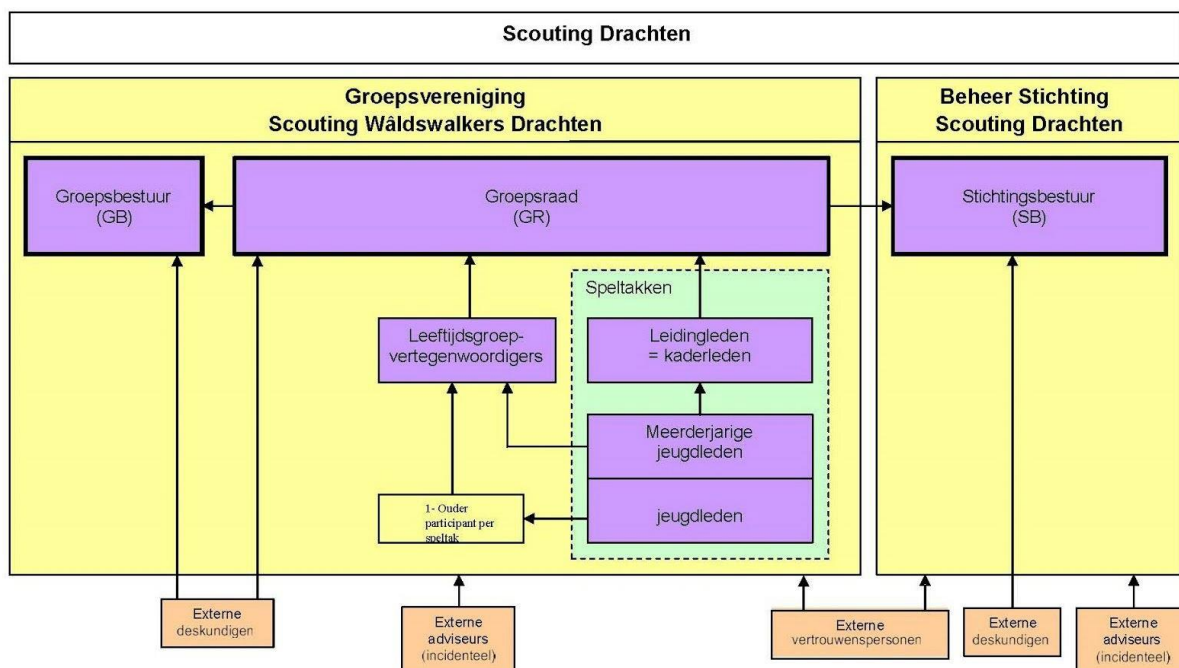 Scouting Drachten
Groepsvereniging
Scouting Wâldswalkers Drachten
Beheer Stichting
Scouting Drachten
Groepsbestuur
(GB)
Groepsraad
(GR)
Stichtingsbestuur
(SB)
Speltakken
Leeftijdsgroep-
vertegenwoordigers
Leidingleden
= kaderleden
Meerderjarige
jeugdleden
1- Ouder
participant per
speltak
jeugdleden
Externe
deskundigen
Externe
adviseurs
(incidenteel)
Externe
vertrouwenspersonen
Externe
deskundigen
Externe
adviseurs
(incidenteel)